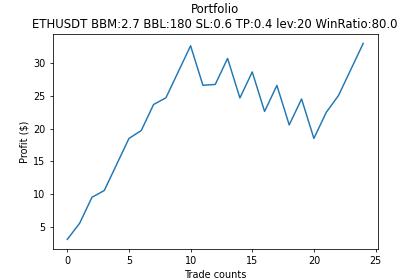 Portfolio
ETHUSDT BBM:2.7 BBL:180 SL:0.6 TP:0.4 lev:20 WinRatio:80.0
30
25
20
15
10
5
Profit ($)
0 5 10 15 20 25
Trade counts